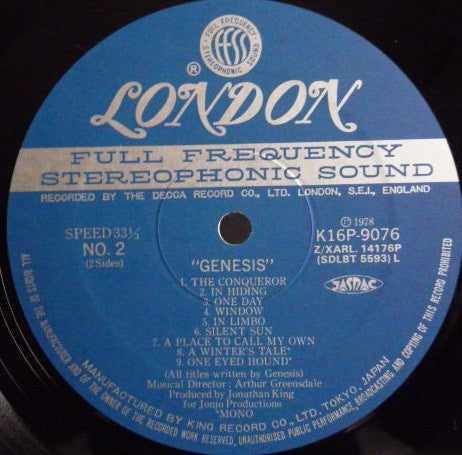 FULL FREQUENCY
STEREOPHONIC SOUND
ffss
®
LONDON
FULL FREQUENCY
STEREOPHONIC SOUND
RECORDED BY THE DECCA RECORD CO., LTD. LONDON, S.E.I., ENGLAND
SPEED 33⅓
NO. 2
(2 Sides)
Ⓟ 1978
K16P-9076
Z/XARL. 14176P
(SDLBT 5593) L
JASRAC
"GENESIS"
1. THE CONQUEROR
2. IN HIDING
3. ONE DAY
4. WINDOW
5. IN LIMBO
6. SILENT SUN
7. A PLACE TO CALL MY OWN
8. A WINTER'S TALE*
9. ONE EYED HOUND*
(All titles written by Genesis)
Musical Director : Arthur Greensdale
Produced by Jonathan King
for Jonjo Productions
*MONO
MANUFACTURED BY KING RECORD CO., LTD. TOKYO, JAPAN
ALL RIGHTS OF THE MANUFACTURER AND OF THE OWNER OF THE RECORDED WORK RESERVED, UNAUTHORISED PUBLIC PERFORMANCE, BROADCASTING AND COPYING OF THIS RECORD PROHIBITED